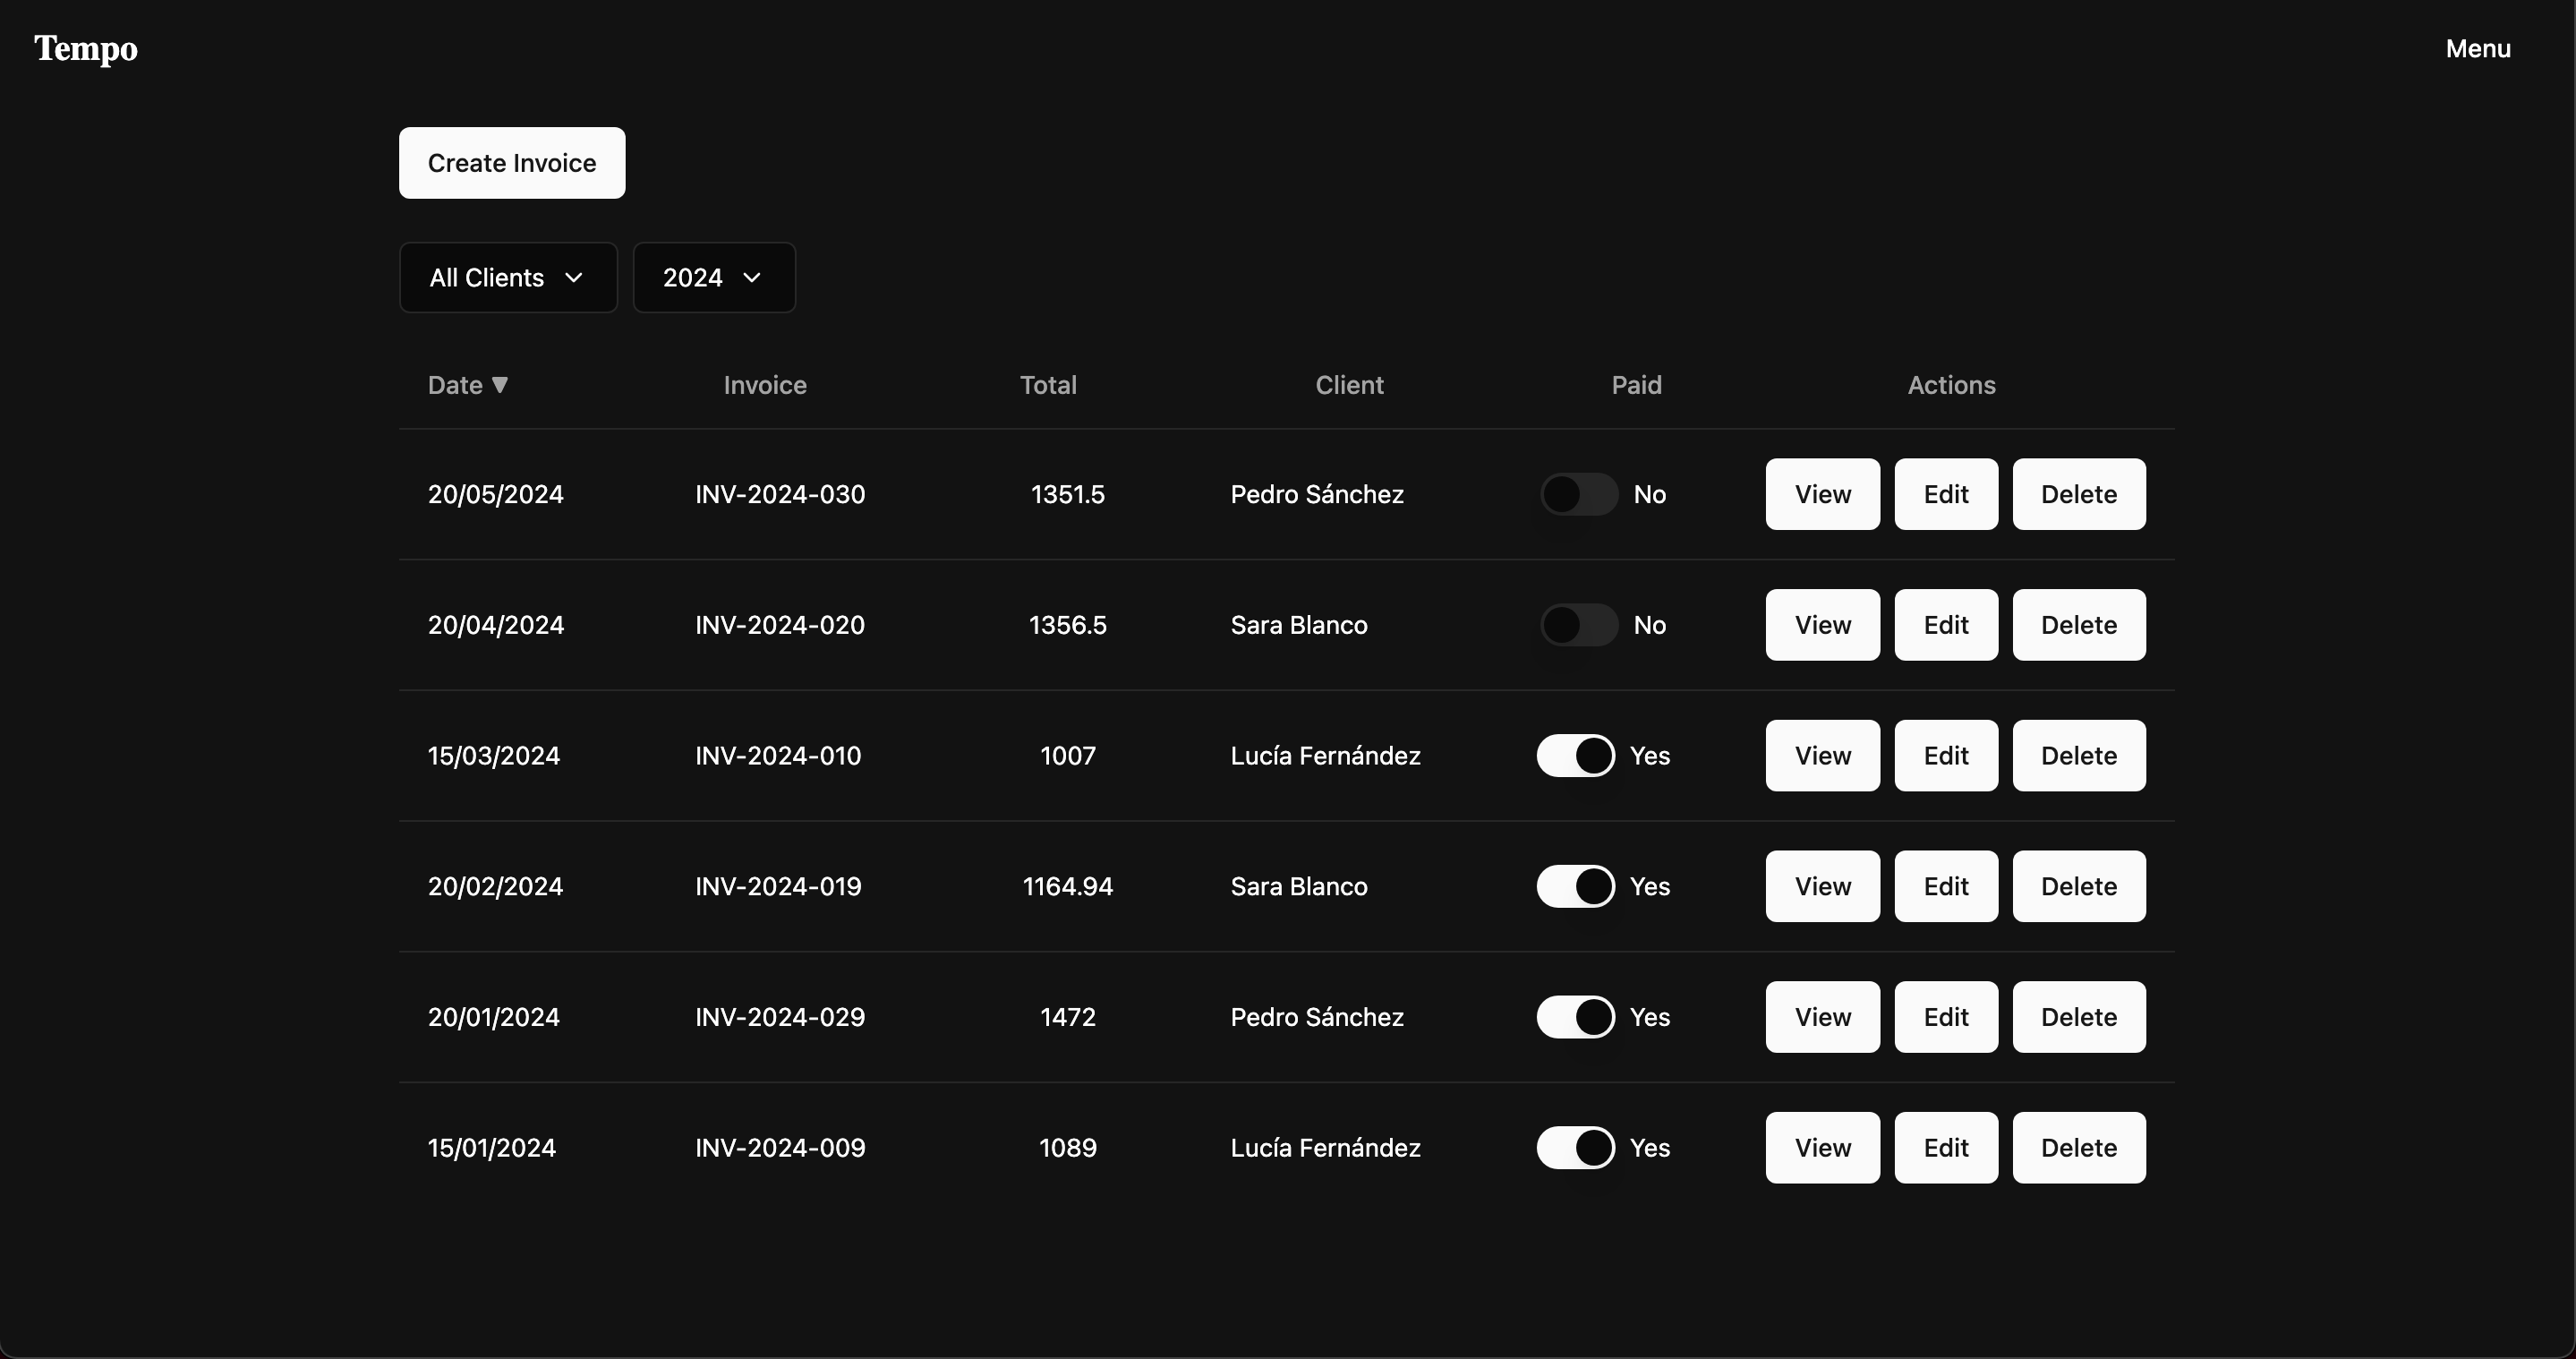 Tempo Menu
Create Invoice
All Clients 2024
Date ▼ Invoice Total Client Paid Actions
20/05/2024 INV-2024-030 1351.5 Pedro Sánchez No View Edit Delete
20/04/2024 INV-2024-020 1356.5 Sara Blanco No View Edit Delete
15/03/2024 INV-2024-010 1007 Lucía Fernández Yes View Edit Delete
20/02/2024 INV-2024-019 1164.94 Sara Blanco Yes View Edit Delete
20/01/2024 INV-2024-029 1472 Pedro Sánchez Yes View Edit Delete
15/01/2024 INV-2024-009 1089 Lucía Fernández Yes View Edit Delete